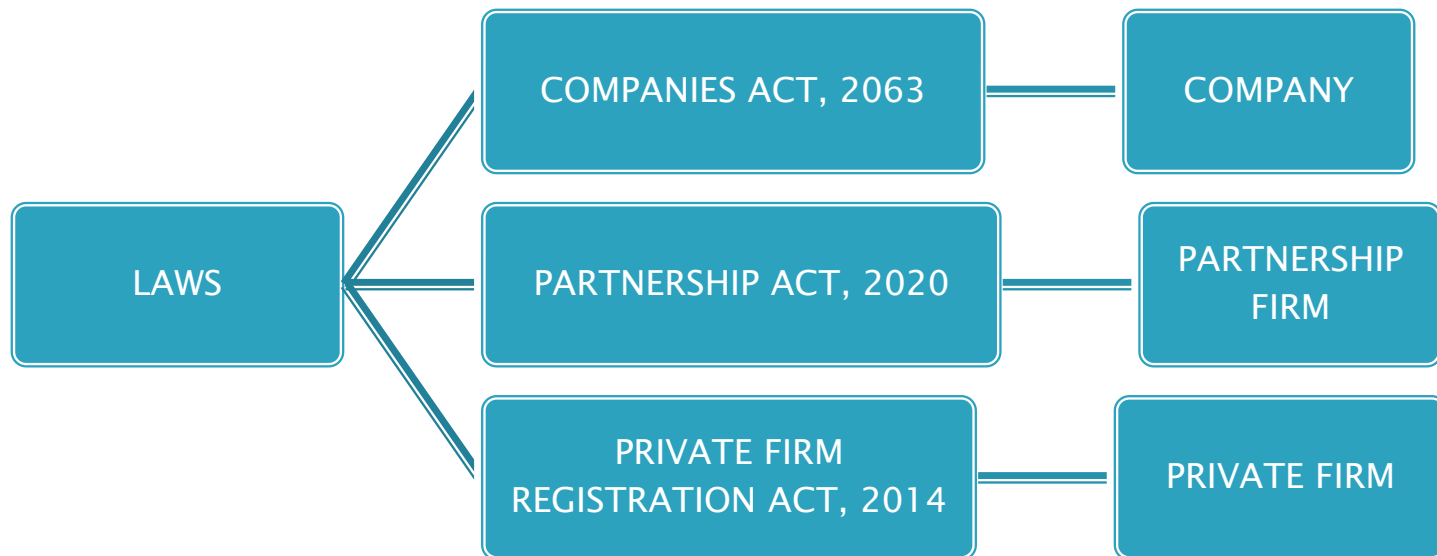 COMPANIES ACT, 2063
COMPANY
LAWS
PARTNERSHIP ACT, 2020
PARTNERSHIP
FIRM
PRIVATE FIRM
REGISTRATION ACT, 2014
PRIVATE FIRM